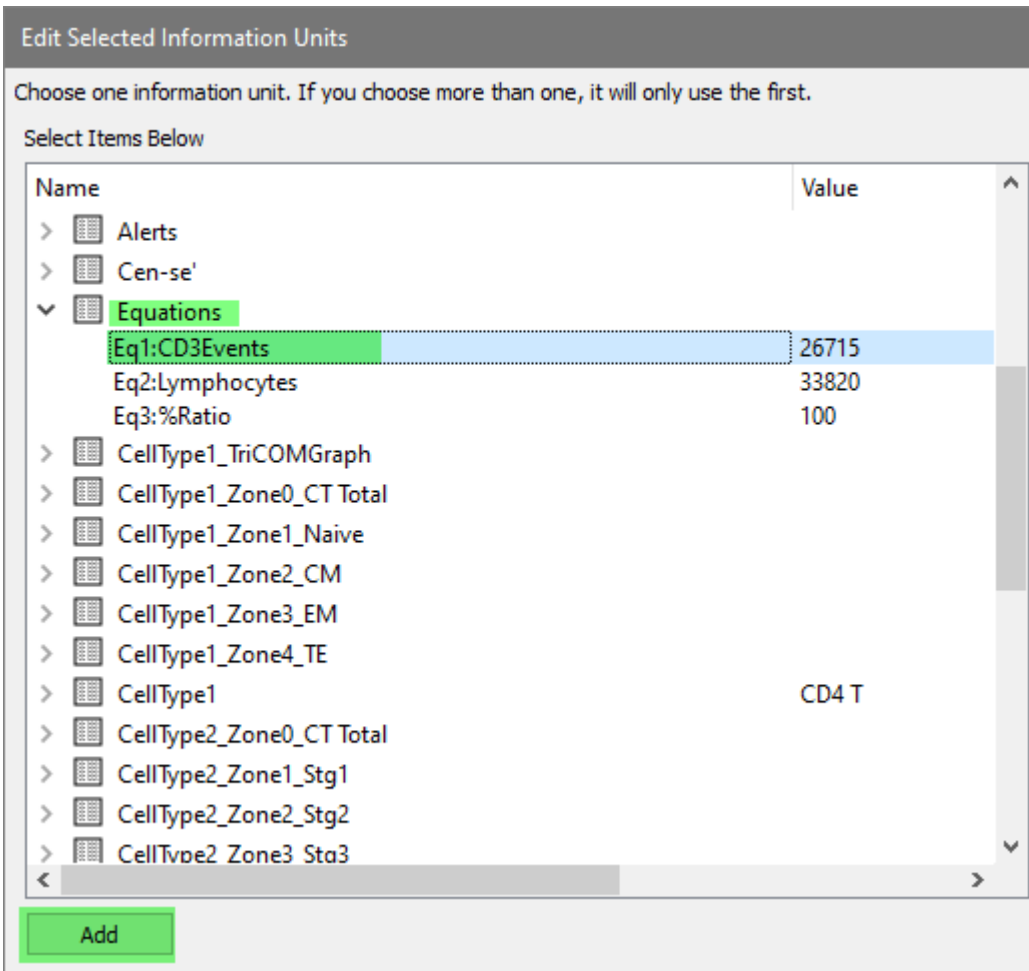 Edit Selected Information Units
Choose one information unit. If you choose more than one, it will only use the first.
Select Items Below
Name Value
Alerts
Cen-se'
Equations
Eq1:CD3Events 26715
Eq2:Lymphocytes 33820
Eq3:%Ratio 100
CellType1_TriCOMGraph
CellType1_Zone0_CT Total
CellType1_Zone1_Naive
CellType1_Zone2_CM
CellType1_Zone3_EM
CellType1_Zone4_TE
CellType1 CD4 T
CellType2_Zone0_CT Total
CellType2_Zone1_Stg1
CellType2_Zone2_Stg2
CellType2_Zone3_Stg3
Add